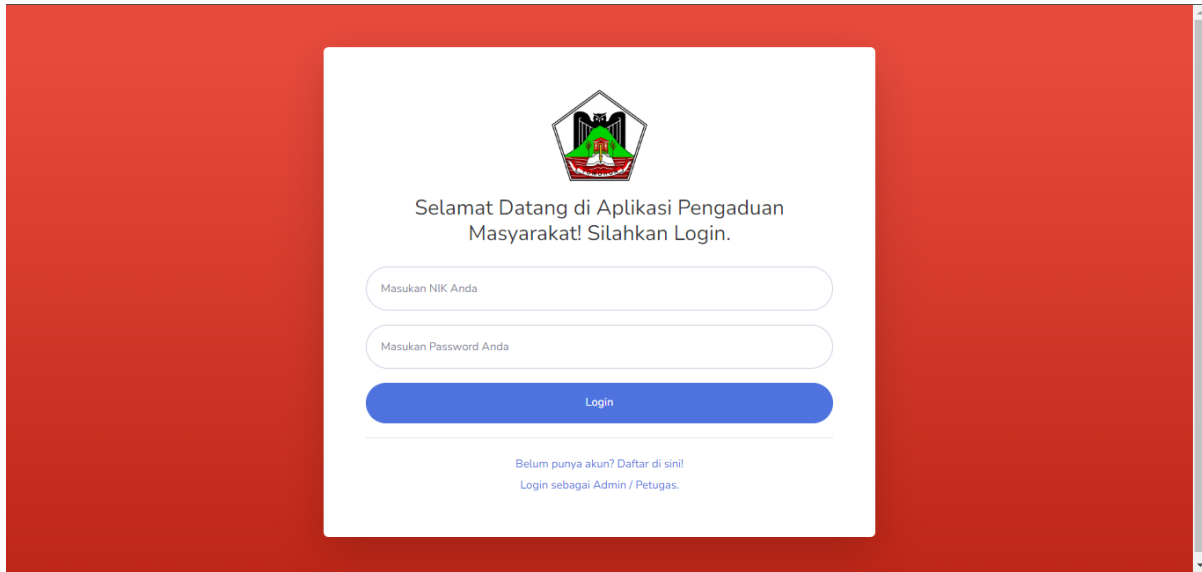 Selamat Datang di Aplikasi Pengaduan
Masyarakat! Silahkan Login.
Masukan NIK Anda
Masukan Password Anda
Login
Belum punya akun? Daftar di sini!
Login sebagai Admin / Petugas.